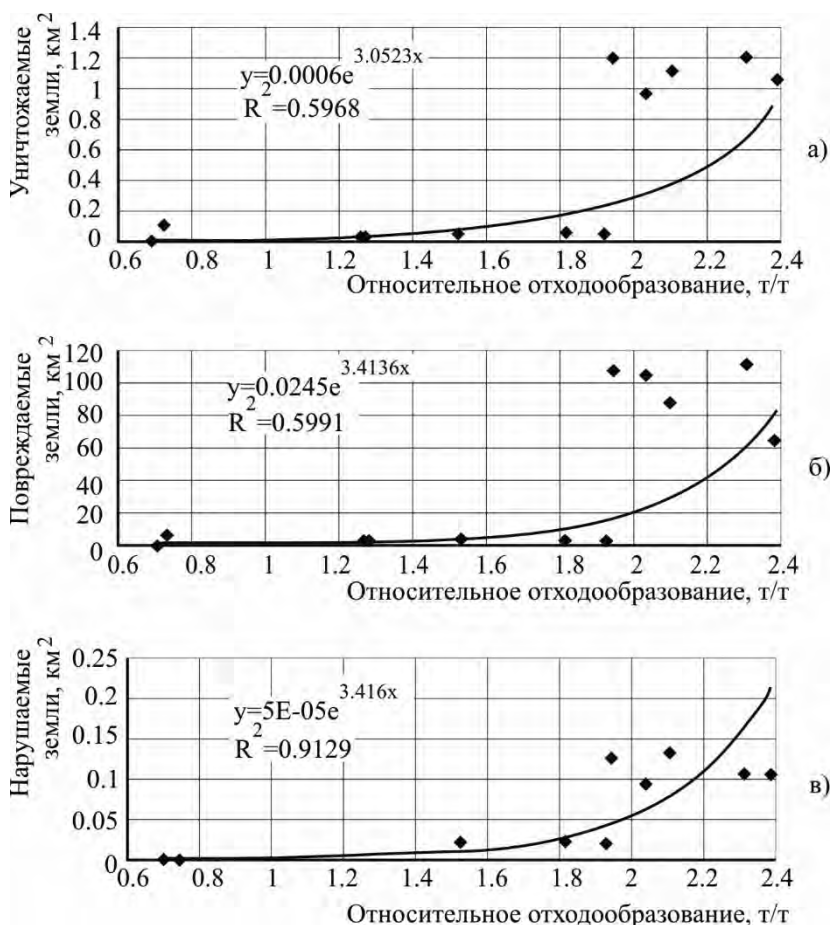 Уничтожаемые
земли, км²
1.4
1.2
1
0.8
0.6
0.4
0.2
0
y=0.0006e^3.0523x
R²=0.5968
0.6 0.8 1 1.2 1.4 1.6 1.8 2 2.2 2.4
Относительное отходообразование, т/т
а)
Повреждаемые
земли, км²
120
100
80
60
40
20
0
y=0.0245e^3.4136x
R²=0.5991
0.6 0.8 1 1.2 1.4 1.6 1.8 2 2.2 2.4
Относительное отходообразование, т/т
б)
Нарушаемые
земли, км²
0.25
0.2
0.15
0.1
0.05
0
y=5E-05e^3.416x
R²=0.9129
0.6 0.8 1 1.2 1.4 1.6 1.8 2 2.2 2.4
Относительное отходообразование, т/т
в)